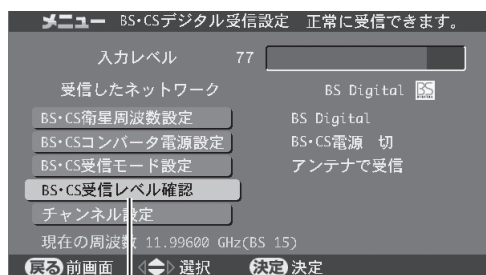 メニュー BS・CSデジタル受信設定 正常に受信できます。
入力レベル 77
受信したネットワーク BS Digital BS
BS・CS衛星周波数設定 BS Digital
BS・CSコンバータ電源設定 BS・CS電源 切
BS・CS受信モード設定 アンテナで受信
BS・CS受信レベル確認
チャンネル設定
現在の周波数 11.99600 GHz(BS 15)
戻る 前画面 選択 決定 決定